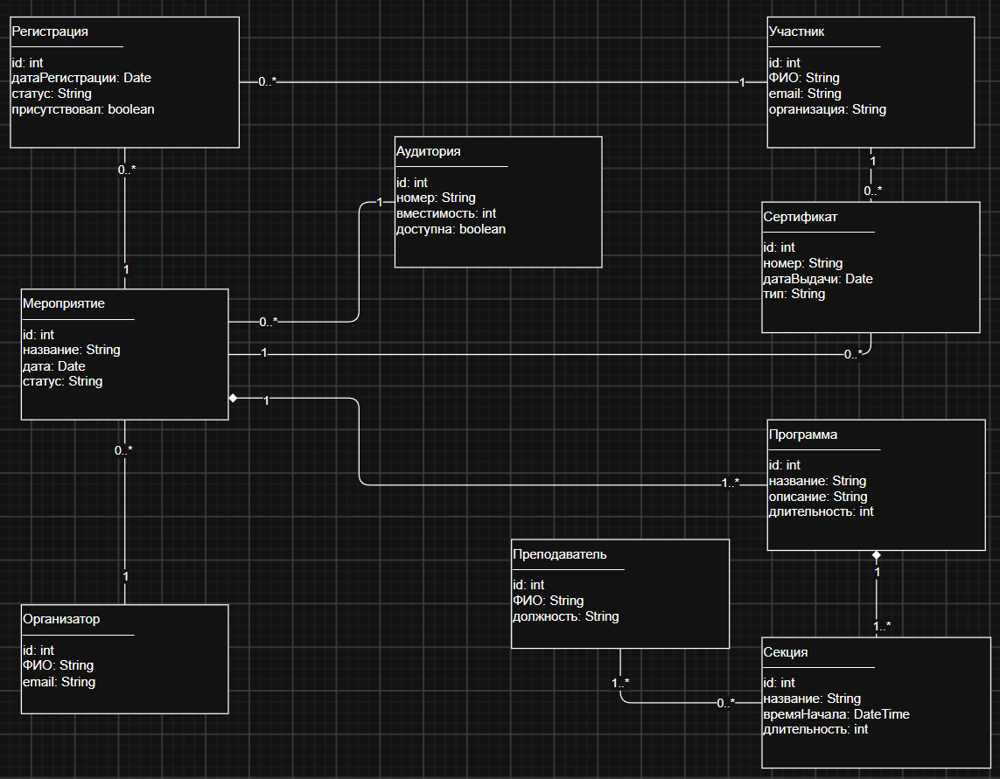 Регистрация
id: int
датаРегистрации: Date
статус: String
присутствовал: boolean
0..*
1
Участник
id: int
ФИО: String
email: String
организация: String
0..*
1
Аудитория
id: int
номер: String
вместимость: int
доступна: boolean
1
0..*
1
0..*
Сертификат
id: int
номер: String
датаВыдачи: Date
тип: String
Мероприятие
id: int
название: String
дата: Date
статус: String
1
0..*
1
1..*
0..*
1
Программа
id: int
название: String
описание: String
длительность: int
1
1..*
Преподаватель
id: int
ФИО: String
должность: String
1..*
0..*
Организатор
id: int
ФИО: String
email: String
Секция
id: int
название: String
времяНачала: DateTime
длительность: int